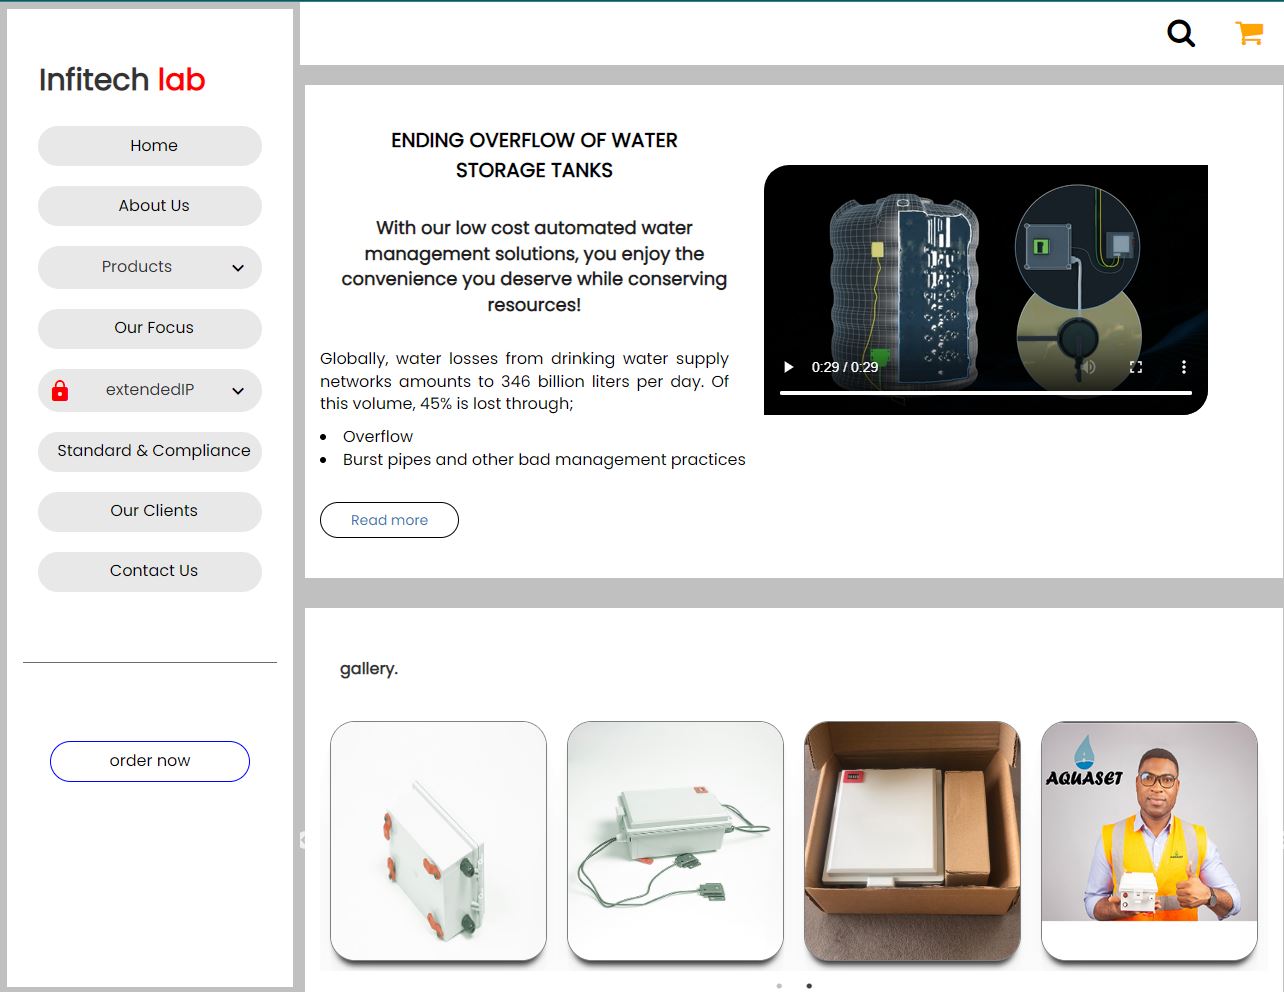 Infitech lab
Home
About Us
Products
Our Focus
extendedIP
Standard & Compliance
Our Clients
Contact Us
order now
ENDING OVERFLOW OF WATER
STORAGE TANKS
With our low cost automated water
management solutions, you enjoy the
convenience you deserve while conserving
resources!
Globally, water losses from drinking water supply
networks amounts to 346 billion liters per day. Of
this volume, 45% is lost through;
Overflow
Burst pipes and other bad management practices
Read more
0:29 / 0:29
gallery.
AQUASET